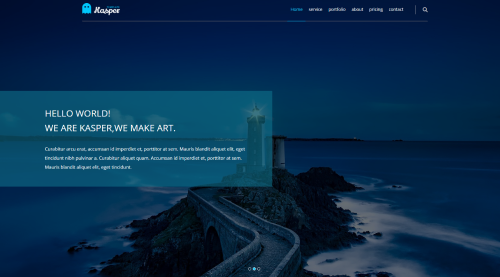 Kasper
Home service portfolio about pricing contact
HELLO WORLD!
WE ARE KASPER,WE MAKE ART.
Curabitur arcu erat, accumsan id imperdiet et, porttitor at sem. Mauris blandit aliquet elit, eget
tincidunt nibh pulvinar a. Curabitur aliquet quam. Accumsan id imperdiet et, porttitor at sem.
Mauris blandit aliquet elit, eget tincidunt.